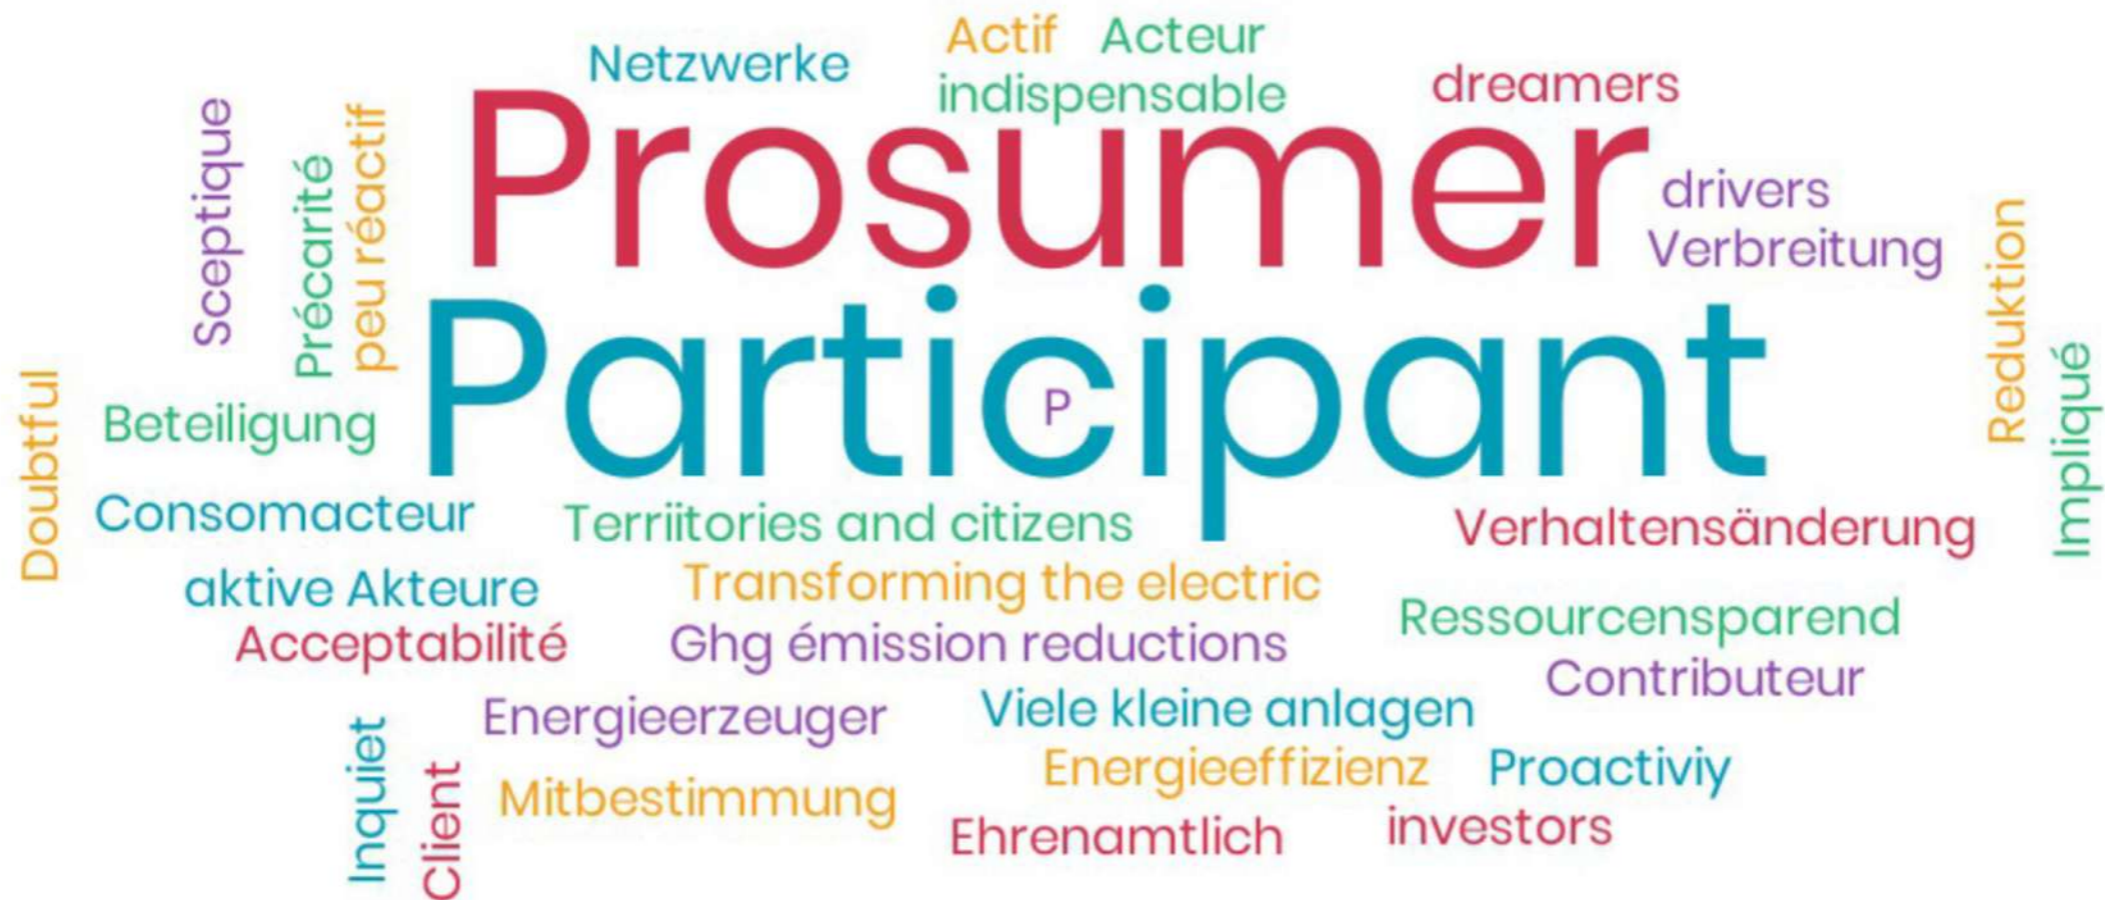 Actif
Acteur
indispensable
Netzwerke
dreamers
Prosumer
drivers
Verbreitung
Sceptique
Précarité
peu réactif
Reduktion
Impliqué
Participant
P
Doubtful
Beteiligung
Consomacteur
Terriitories and citizens
Verhaltensänderung
aktive Akteure
Transforming the electric
Ressourcensparend
Acceptabilité
Ghg émission reductions
Contributeur
Energieerzeuger
Viele kleine anlagen
Inquiet
Client
Mitbestimmung
Energieeffizienz
Proactiviy
Ehrenamtlich
investors